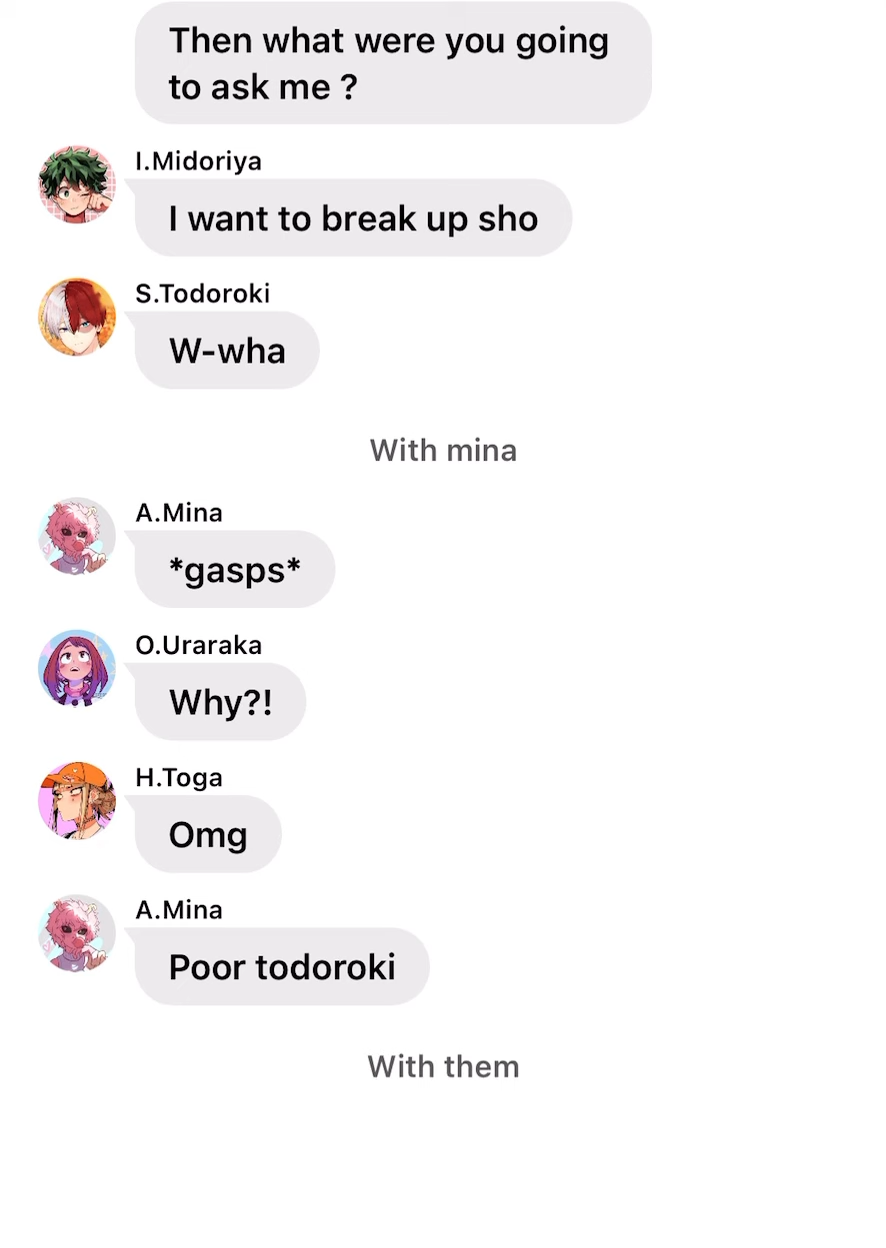 Then what were you going
to ask me ?
I.Midoriya
I want to break up sho
S.Todoroki
W-wha
With mina
A.Mina
*gasps*
O.Uraraka
Why?!
H.Toga
Omg
A.Mina
Poor todoroki
With them